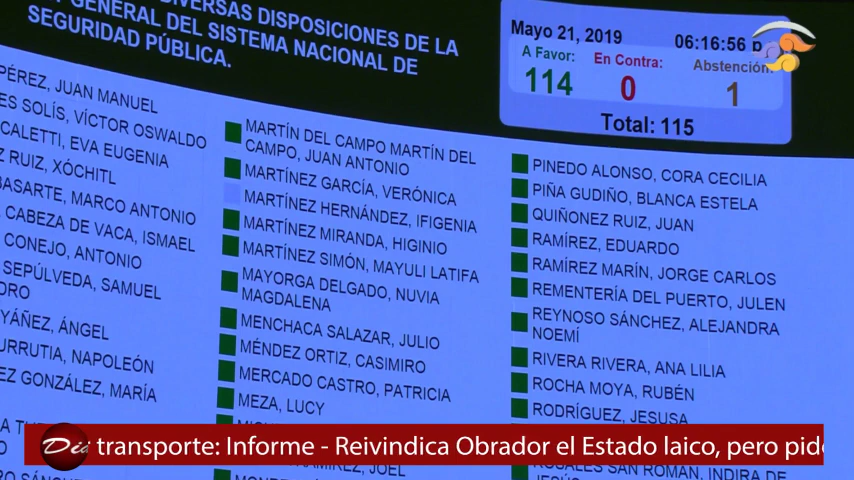 DIVERSAS DISPOSICIONES DE LA
GENERAL DEL SISTEMA NACIONAL DE
SEGURIDAD PÚBLICA.
Mayo 21, 2019 06:16:56 p
A Favor: En Contra: Abstención:
114 0 1
Total: 115
PÉREZ, JUAN MANUEL
SOLÍS, VÍCTOR OSWALDO
CALETTI, EVA EUGENIA
RUIZ, XÓCHITL
BASARTE, MARCO ANTONIO
CABEZA DE VACA, ISMAEL
CONEJO, ANTONIO
SEPÚLVEDA, SAMUEL
YÁÑEZ, ÁNGEL
URRUTIA, NAPOLEÓN
GONZÁLEZ, MARÍA
MARTÍN DEL CAMPO MARTÍN DEL
CAMPO, JUAN ANTONIO
MARTÍNEZ GARCÍA, VERÓNICA
MARTÍNEZ HERNÁNDEZ, IFIGENIA
MARTÍNEZ MIRANDA, HIGINIO
MARTÍNEZ SIMÓN, MAYULI LATIFA
MAYORGA DELGADO, NUVIA
MAGDALENA
MENCHACA SALAZAR, JULIO
MÉNDEZ ORTIZ, CASIMIRO
MERCADO CASTRO, PATRICIA
MEZA, LUCY
PINEDO ALONSO, CORA CECILIA
PIÑA GUDIÑO, BLANCA ESTELA
QUIÑONEZ RUIZ, JUAN
RAMÍREZ, EDUARDO
RAMÍREZ MARÍN, JORGE CARLOS
REMENTERÍA DEL PUERTO, JULEN
REYNOSO SÁNCHEZ, ALEJANDRA
NOEMÍ
RIVERA RIVERA, ANA LILIA
ROCHA MOYA, RUBÉN
RODRÍGUEZ, JESUSA
transporte: Informe - Reivindica Obrador el Estado laico, pero pide
ROSALES SAN ROMÁN, INDIRA DE